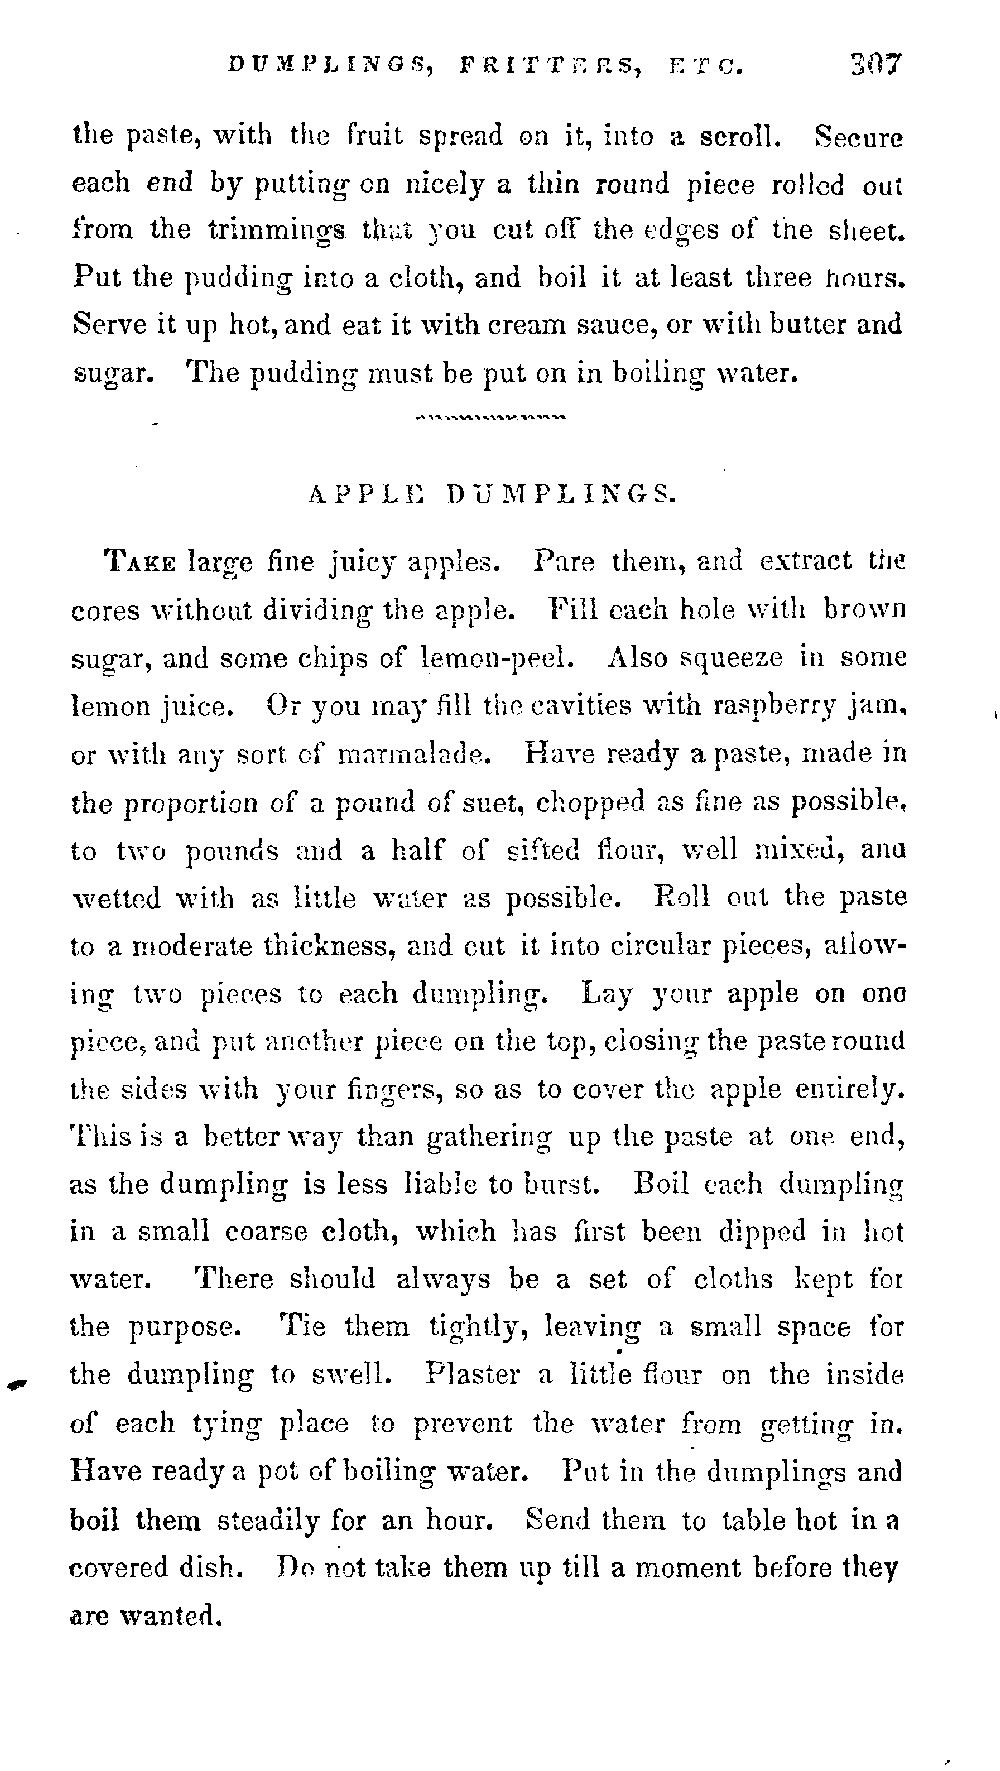 DUMPLINGS, FRITTERS, ETC. 307
the paste, with the fruit spread on it, into a scroll. Secure
each end by putting on nicely a thin round piece rolled out
from the trimmings that you cut off the edges of the sheet.
Put the pudding into a cloth, and boil it at least three hours.
Serve it up hot, and eat it with cream sauce, or with butter and
sugar. The pudding must be put on in boiling water.
APPLE DUMPLINGS.
TAKE large fine juicy apples. Pare them, and extract the
cores without dividing the apple. Fill each hole with brown
sugar, and some chips of lemon-peel. Also squeeze in some
lemon juice. Or you may fill the cavities with raspberry jam,
or with any sort of marmalade. Have ready a paste, made in
the proportion of a pound of suet, chopped as fine as possible,
to two pounds and a half of sifted flour, well mixed, and
wetted with as little water as possible. Roll out the paste
to a moderate thickness, and cut it into circular pieces, allow-
ing two pieces to each dumpling. Lay your apple on one
piece, and put another piece on the top, closing the paste round
the sides with your fingers, so as to cover the apple entirely.
This is a better way than gathering up the paste at one end,
as the dumpling is less liable to burst. Boil each dumpling
in a small coarse cloth, which has first been dipped in hot
water. There should always be a set of cloths kept for
the purpose. Tie them tightly, leaving a small space for
the dumpling to swell. Plaster a little flour on the inside
of each tying place to prevent the water from getting in.
Have ready a pot of boiling water. Put in the dumplings and
boil them steadily for an hour. Send them to table hot in a
covered dish. Do not take them up till a moment before they
are wanted.